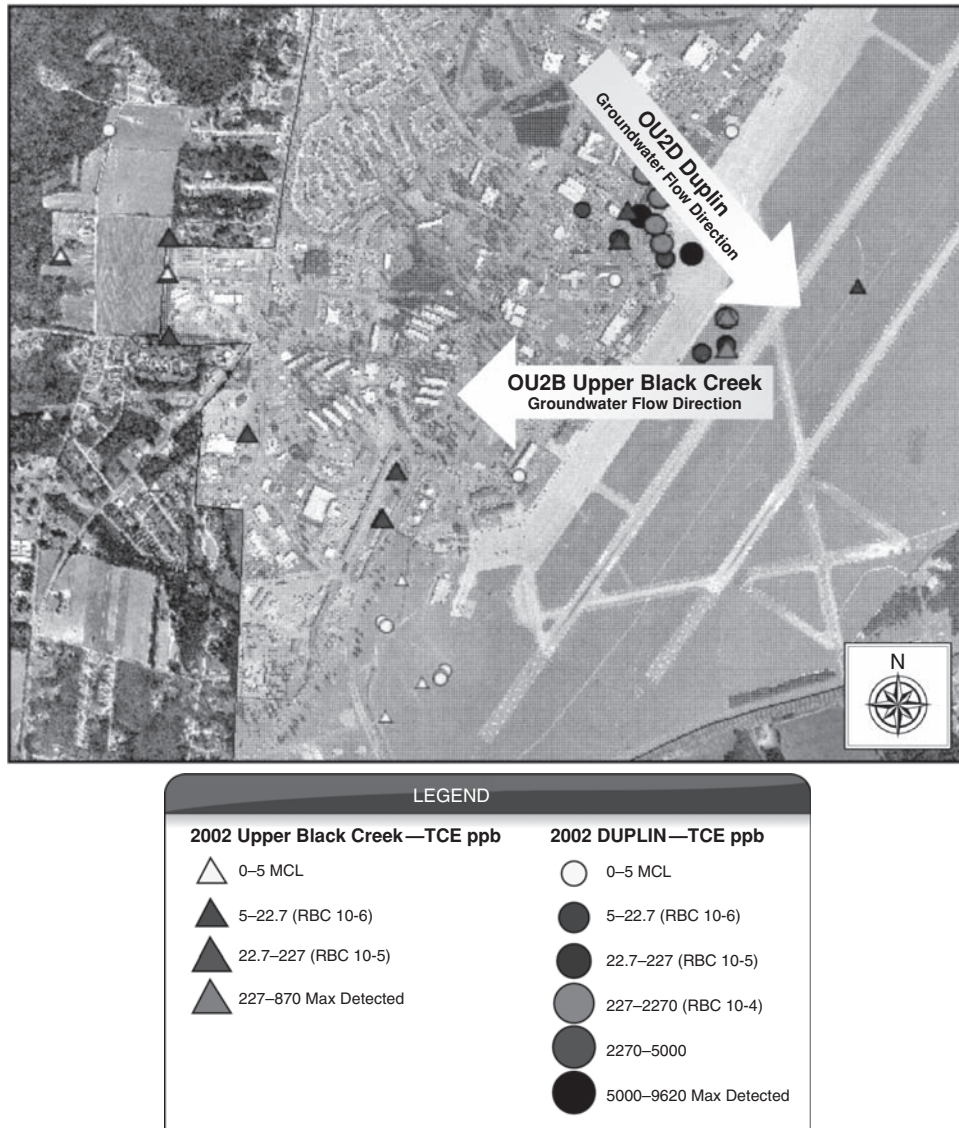 OU2D Duplin
Groundwater Flow Direction
OU2B Upper Black Creek
Groundwater Flow Direction
N
LEGEND
2002 Upper Black Creek—TCE ppb
0–5 MCL
5–22.7 (RBC 10-6)
22.7–227 (RBC 10-5)
227–870 Max Detected
2002 DUPLIN—TCE ppb
0–5 MCL
5–22.7 (RBC 10-6)
22.7–227 (RBC 10-5)
227–2270 (RBC 10-4)
2270–5000
5000–9620 Max Detected